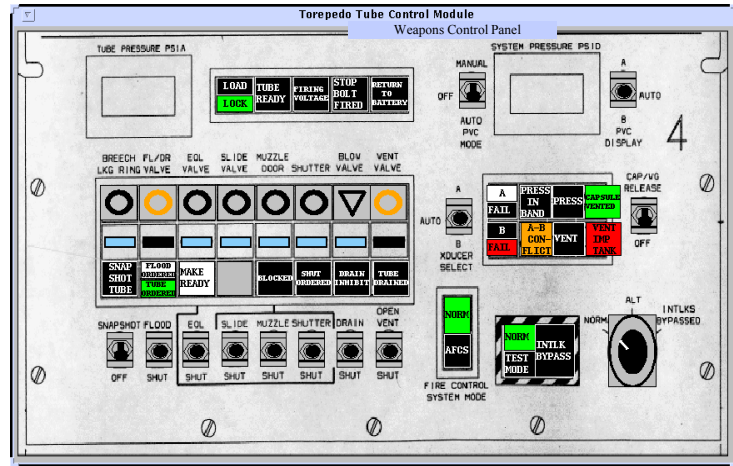 Torepedo Tube Control Module
Weapons Control Panel
TUBE PRESSURE PSIA
SYSTEM PRESSURE PSID
LOAD
LOCK
TUBE
READY
FIRING
VOLTAGE
STOP
BOLT
FIRED
RETURN
TO
BATTERY
MANUAL
OFF
AUTO
PVC
MODE
A
AUTO
B
PVC
DISPLAY
4
BREECH
LKG RING
FL/DR
VALVE
EQL
VALVE
SLIDE
VALVE
MUZZLE
DOOR
SHUTTER
BLOW
VALVE
VENT
VALVE
A
AUTO
B
XDUCER
SELECT
A
FAIL
PRESS
IN
BAND
PRESS
CAPSULE
VENTED
B
FAIL
A-B
CON-
FLICT
VENT
VENT
IMP
TANK
CAP/WG
RELEASE
OFF
SNAP
SHOT
TUBE
FLOOD
ORDERED
TUBE
ORDERED
MAKE
READY
BLOCKED
SHUT
ORDERED
DRAIN
INHIBIT
TUBE
DRAINED
SNAPSHOT
OFF
FLOOD
SHUT
EQL
SHUT
SLIDE
SHUT
MUZZLE
SHUT
SHUTTER
SHUT
DRAIN
SHUT
OPEN
VENT
SHUT
NORM
AFCS
FIRE CONTROL
SYSTEM MODE
NORM
TEST
MODE
INTLK
BYPASS
NORM
ALT
INTLKS
BYPASSED